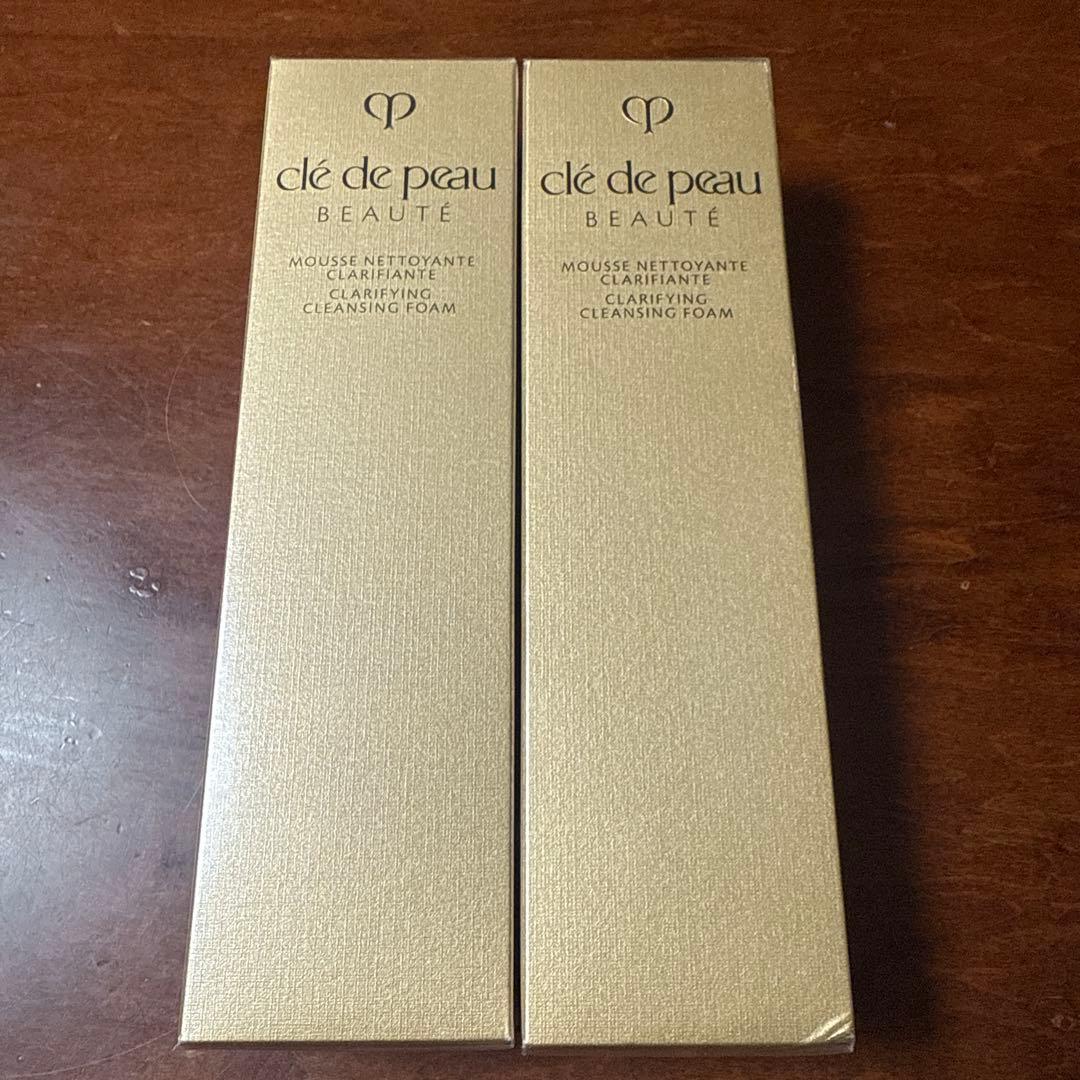 clé de peau
BEAUTÉ
MOUSSE NETTOYANTE
CLARIFIANTE
CLARIFYING
CLEANSING FOAM
clé de peau
BEAUTÉ
MOUSSE NETTOYANTE
CLARIFIANTE
CLARIFYING
CLEANSING FOAM